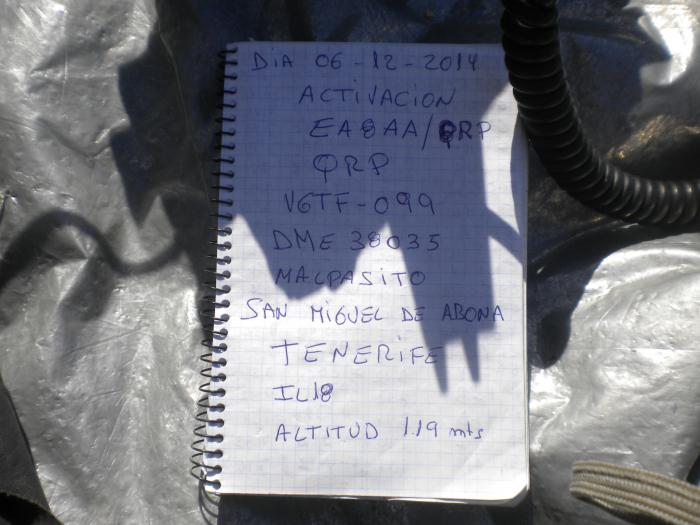 DIA 06-12-2014
ACTIVACION
EA8AA/QRP
QRP
VGTF-099
DME 38035
MALPASITO
SAN MIGUEL DE ABONA
TENERIFE
IL18
ALTITUD 119 mts